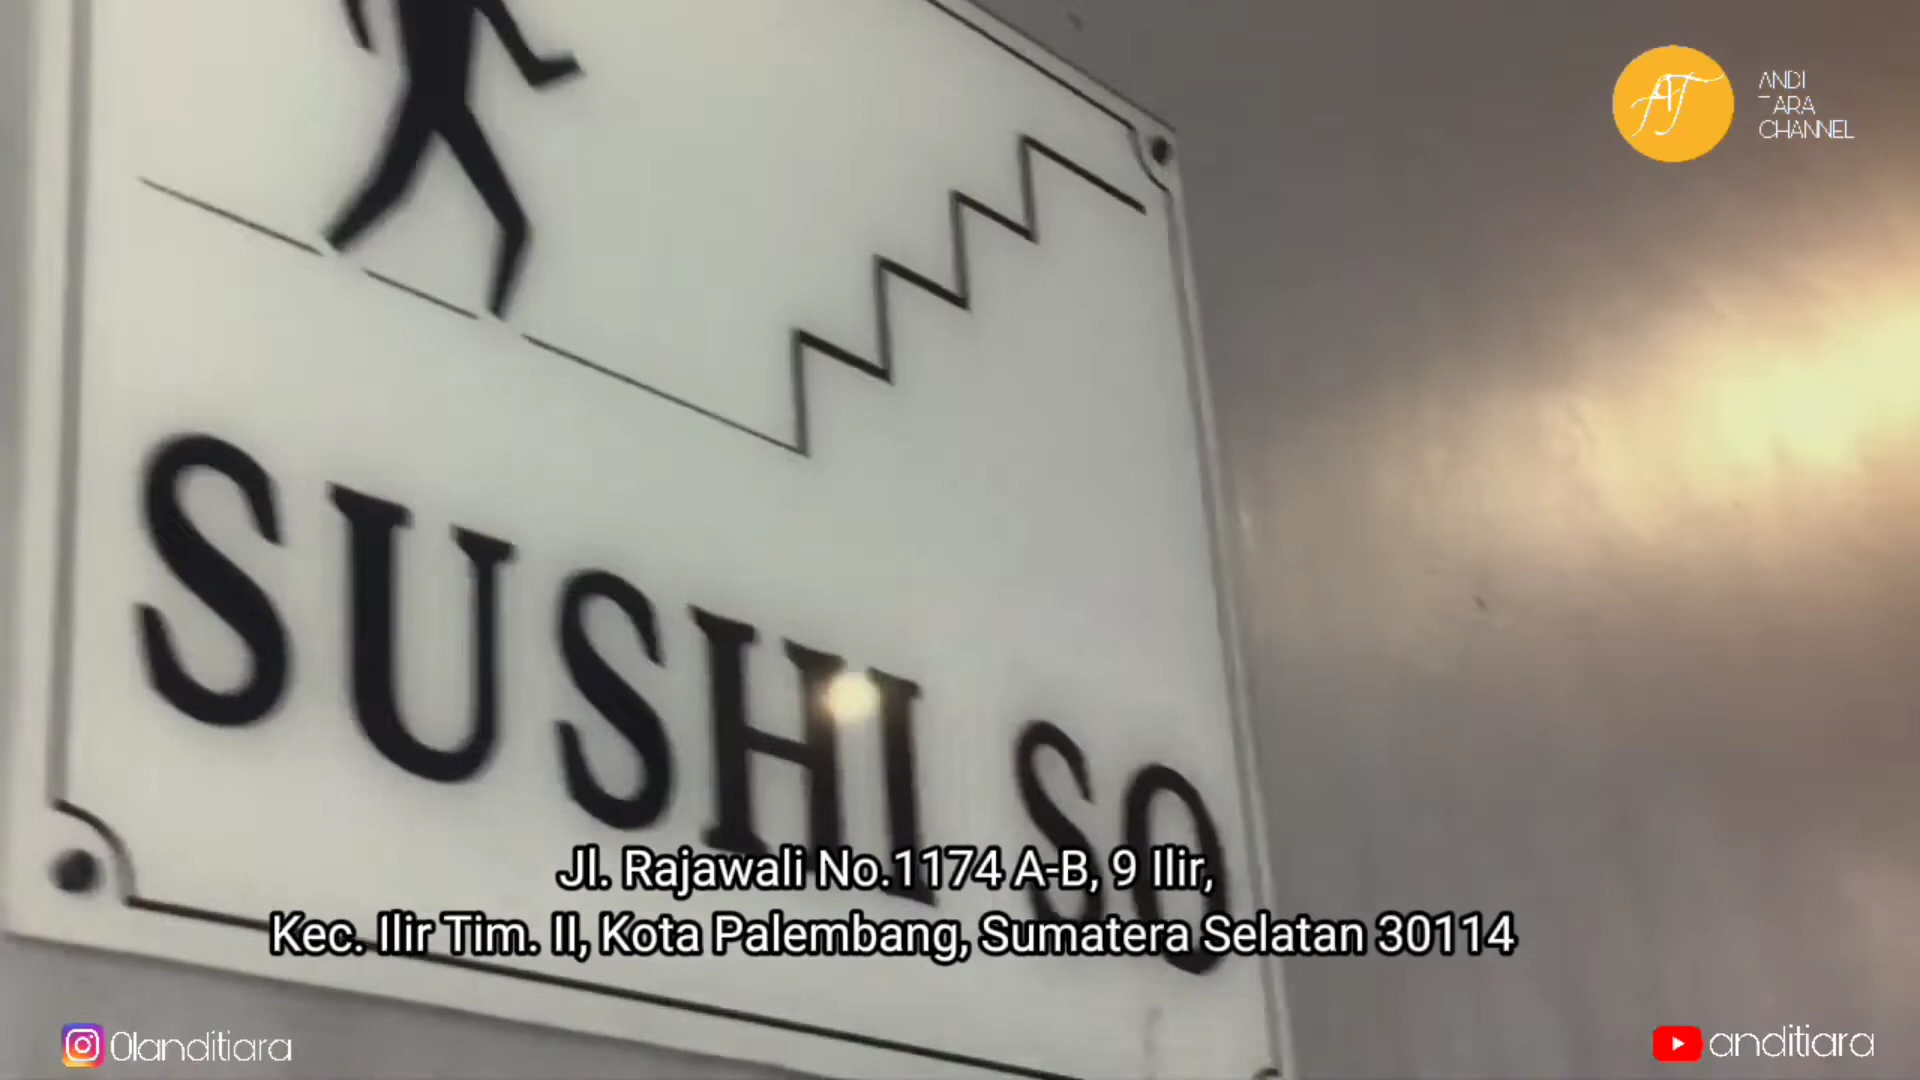 ANDI
TARA
CHANNEL
SUSHI SO
Jl. Rajawali No.1174 A-B, 9 Ilir,
Kec. Ilir Tim. II, Kota Palembang, Sumatera Selatan 30114
01anditiara
anditiara